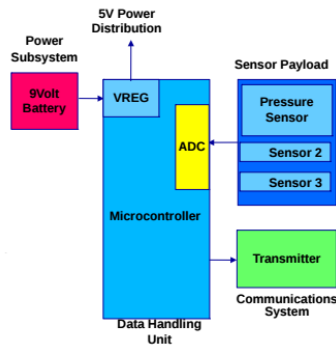 5V Power
Distribution
Power
Subsystem
Sensor Payload
9Volt
Battery
VREG
Pressure
Sensor
ADC
Sensor 2
Sensor 3
Microcontroller
Transmitter
Communications
System
Data Handling
Unit